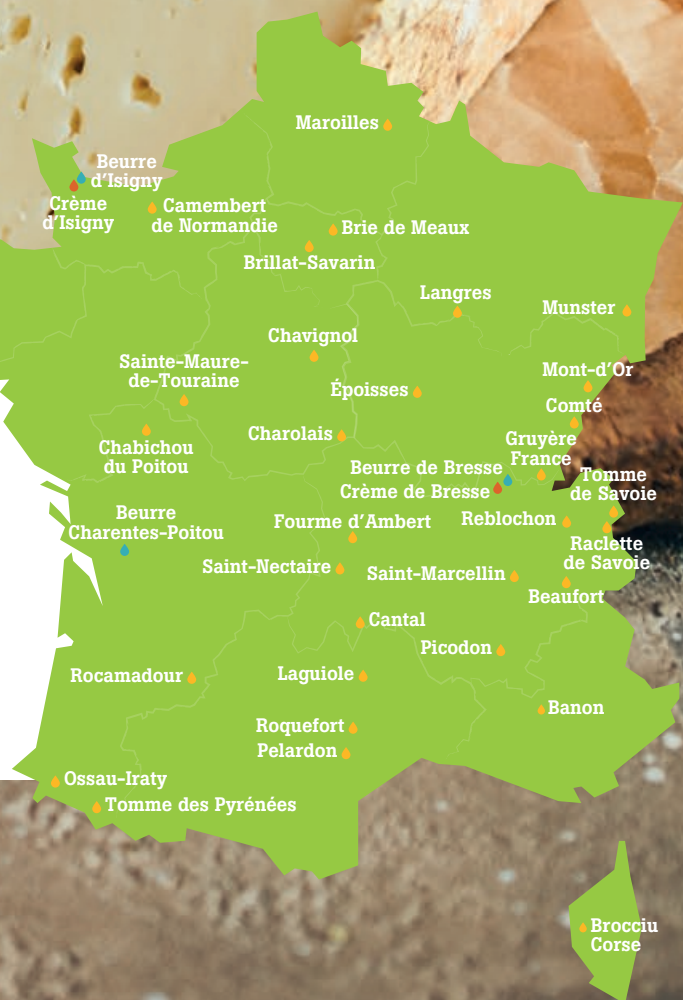 Maroilles
Beurre
d'Isigny
Crème
d'Isigny
Camembert
de Normandie
Brie de Meaux
Brillat-Savarin
Langres
Munster
Chavignol
Sainte-Maure-
de-Touraine
Époisses
Mont-d'Or
Comté
Charolais
Chabichou
du Poitou
Gruyère
France
Beurre de Bresse
Crème de Bresse
Tomme
de Savoie
Beurre
Charentes-Poitou
Fourme d'Ambert
Reblochon
Raclette
de Savoie
Saint-Nectaire
Saint-Marcellin
Beaufort
Cantal
Picodon
Rocamadour
Laguiole
Banon
Roquefort
Pelardon
Ossau-Iraty
Tomme des Pyrénées
Brocciu
Corse